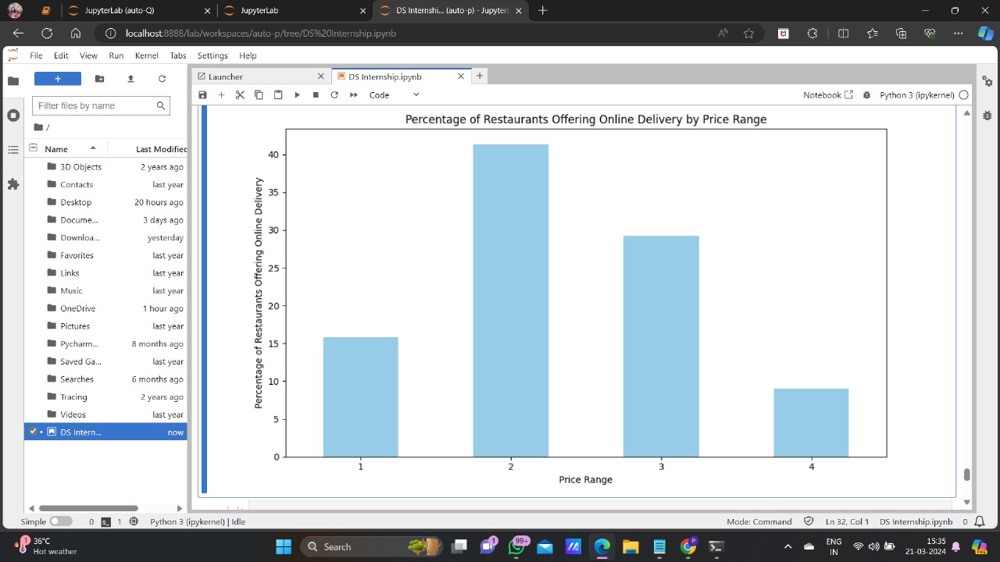 JupyterLab (auto-Q)
JupyterLab
DS Internshi... (auto-p) - JupyterL
localhost:8888/lab/workspaces/auto-p/tree/DS%20Internship.ipynb
File Edit View Run Kernel Tabs Settings Help
Launcher
DS Internship.ipynb
Filter files by name
Code
Notebook
Python 3 (ipykernel)
/
Name
Last Modified
3D Objects 2 years ago
Contacts last year
Desktop 20 hours ago
Docume... 3 days ago
Downloa... yesterday
Favorites last year
Links last year
Music last year
OneDrive 1 hour ago
Pictures last year
Pycharm... 8 months ago
Saved Ga... last year
Searches 6 months ago
Tracing 2 years ago
Videos last year
DS Intern... now
Percentage of Restaurants Offering Online Delivery by Price Range
Percentage of Restaurants Offering Online Delivery
40
35
30
25
20
15
10
5
0
1 2 3 4
Price Range
[ ]:
Simple 0 1 Python 3 (ipykernel) | Idle
Mode: Command Ln 32, Col 1 DS Internship.ipynb 0
1
36°C
Hot weather
Search
1
99+
P
ENG
IN
15:35
21-03-2024
PRE